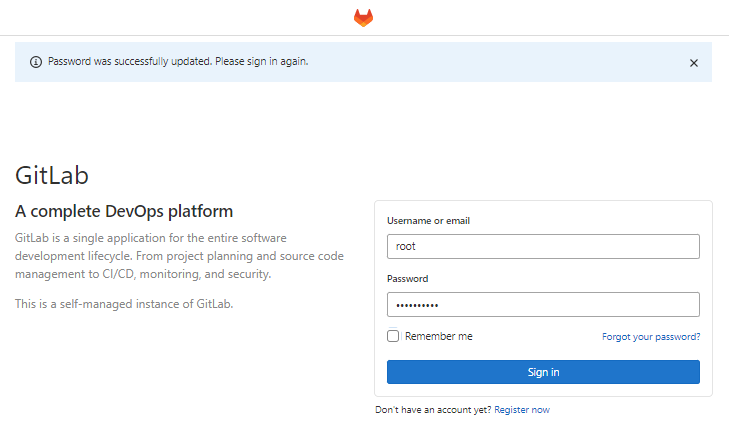 Password was successfully updated. Please sign in again.
GitLab
A complete DevOps platform
GitLab is a single application for the entire software
development lifecycle. From project planning and source code
management to CI/CD, monitoring, and security.
This is a self-managed instance of GitLab.
Username or email
root
Password
••••••••••
Remember me
Forgot your password?
Sign in
Don't have an account yet? Register now